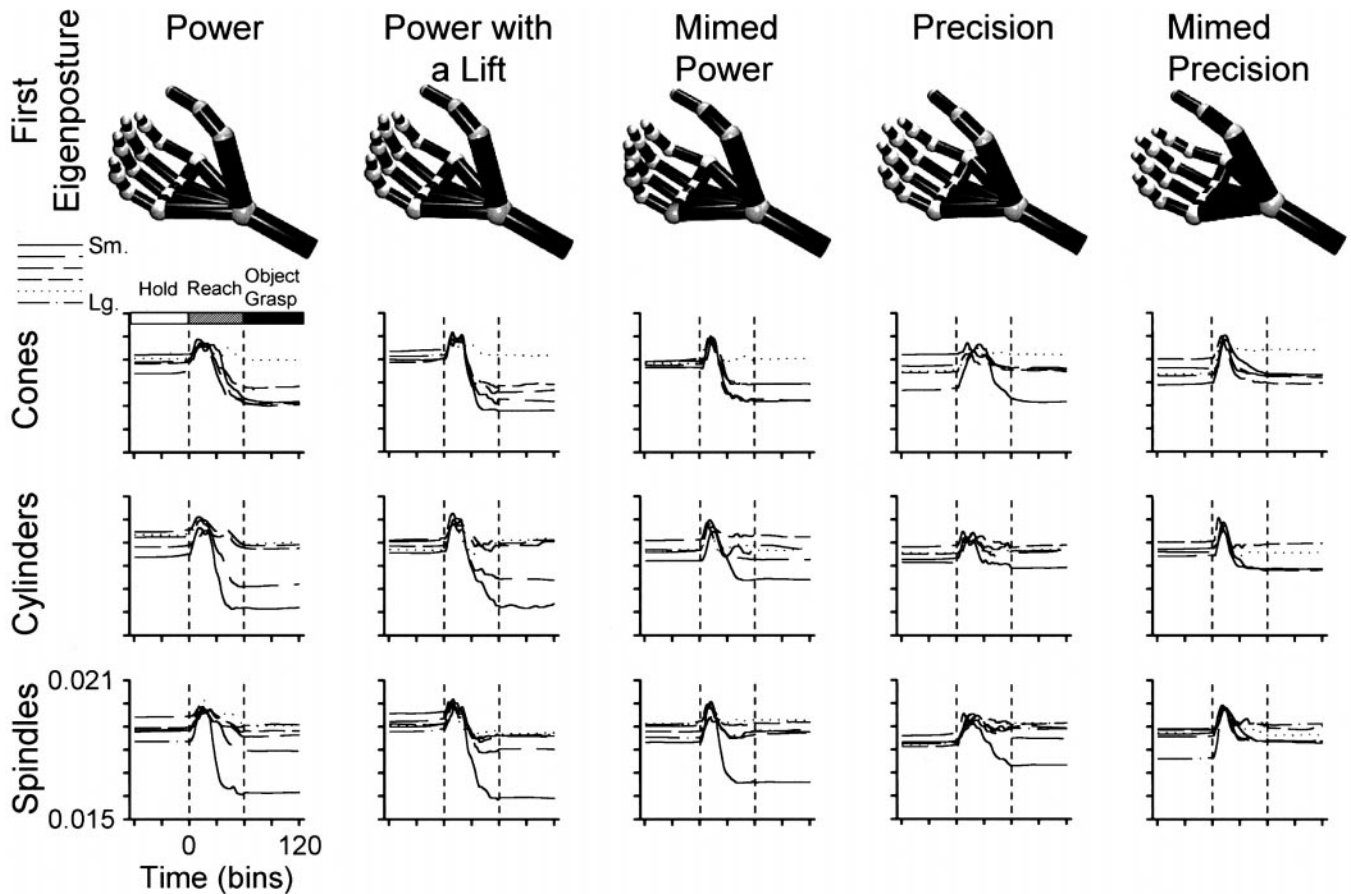 Power
Power with
a Lift
Mimed
Power
Precision
Mimed
Precision
First
Eigenposture
Sm.
Lg.
Hold
Reach
Object
Grasp
Cones
Cylinders
Spindles
0.021
0.015
0
120
Time (bins)